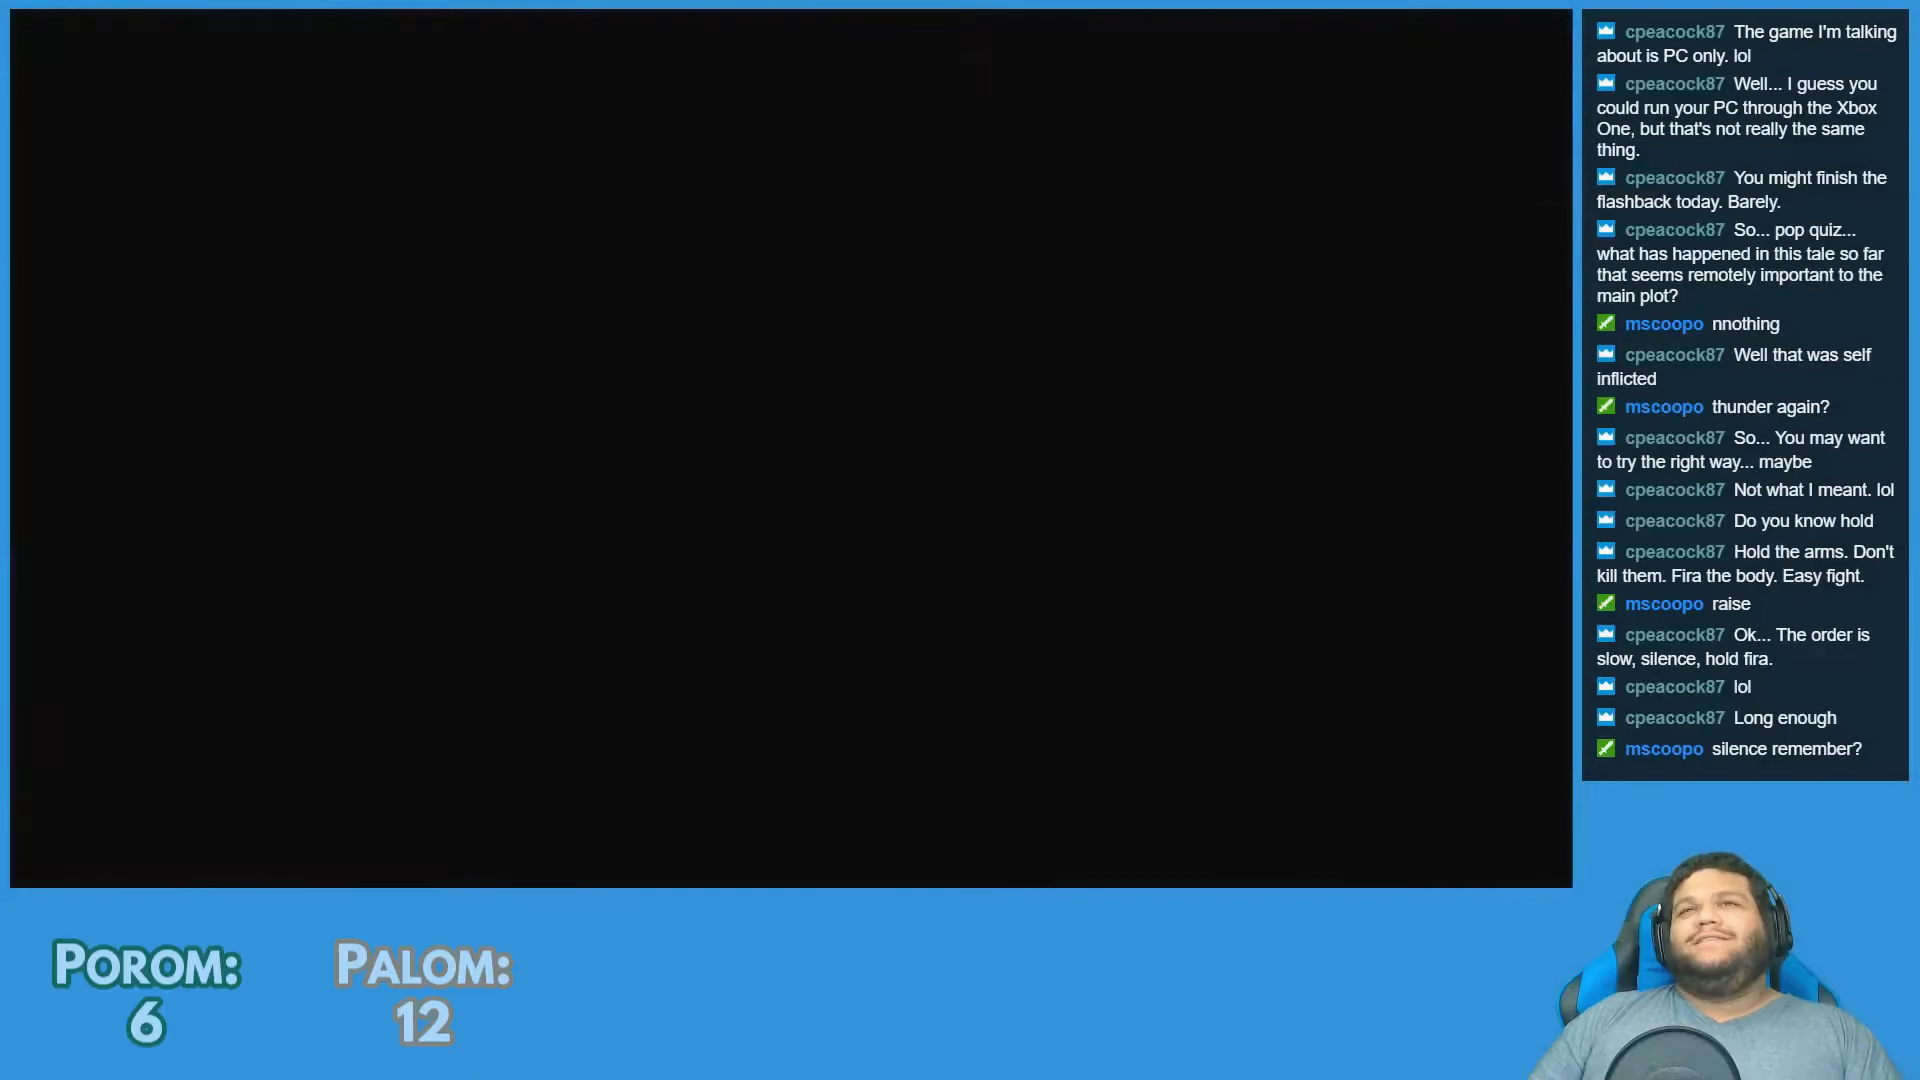 cpeacock87 The game I'm talking
about is PC only. lol
cpeacock87 Well... I guess you
could run your PC through the Xbox
One, but that's not really the same
thing.
cpeacock87 You might finish the
flashback today. Barely.
cpeacock87 So... pop quiz...
what has happened in this tale so far
that seems remotely important to the
main plot?
mscoopo nnothing
cpeacock87 Well that was self
inflicted
mscoopo thunder again?
cpeacock87 So... You may want
to try the right way... maybe
cpeacock87 Not what I meant. lol
cpeacock87 Do you know hold
cpeacock87 Hold the arms. Don't
kill them. Fira the body. Easy fight.
mscoopo raise
cpeacock87 Ok... The order is
slow, silence, hold fira.
cpeacock87 lol
cpeacock87 Long enough
mscoopo silence remember?
POROM:
6
PALOM:
12